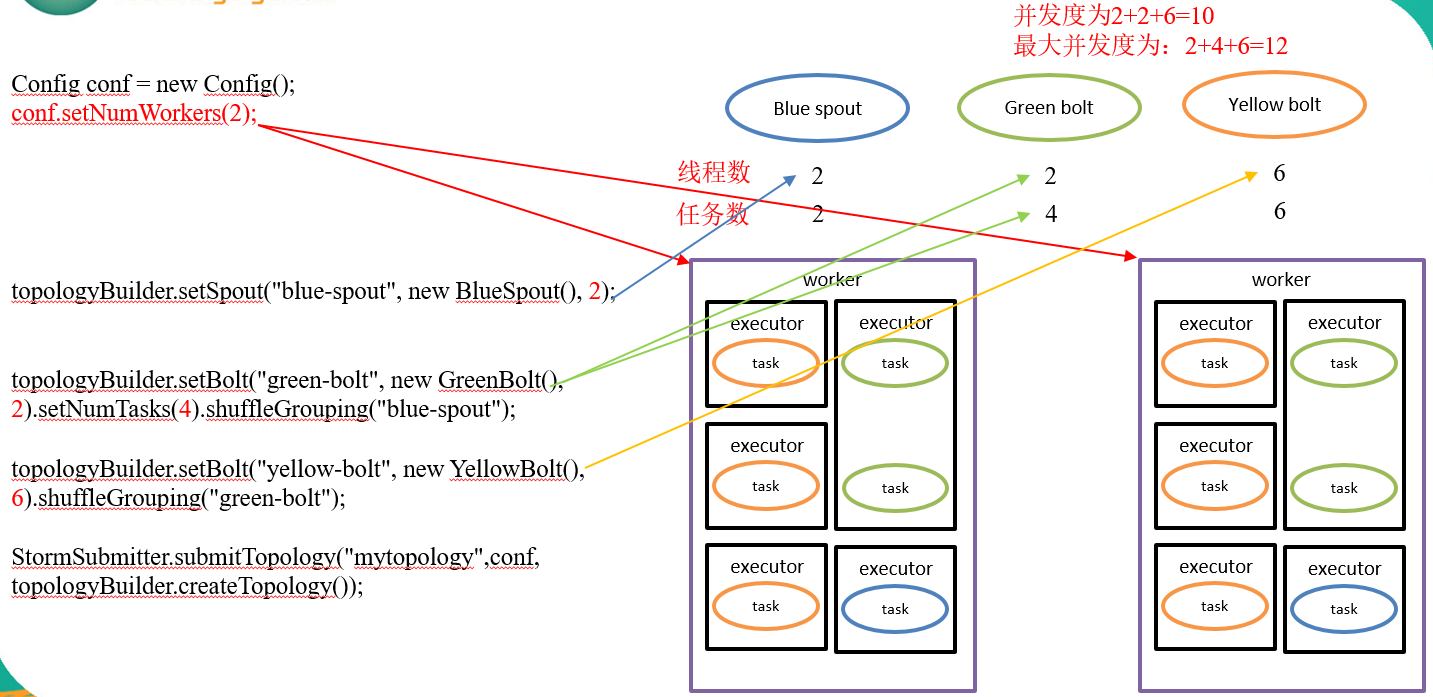 并发度为2+2+6=10
最大并发度为：2+4+6=12
Config conf = new Config();
conf.setNumWorkers(2);
Blue spout
Green bolt
Yellow bolt
线程数
2
2
6
任务数
2
4
6
topologyBuilder.setSpout("blue-spout", new BlueSpout(), 2);
topologyBuilder.setBolt("green-bolt", new GreenBolt(),
2).setNumTasks(4).shuffleGrouping("blue-spout");
topologyBuilder.setBolt("yellow-bolt", new YellowBolt(),
6).shuffleGrouping("green-bolt");
StormSubmitter.submitTopology("mytopology",conf,
topologyBuilder.createTopology());
worker
executor
task
executor
task
task
executor
task
executor
task
executor
task
worker
executor
task
executor
task
task
executor
task
executor
task
executor
task